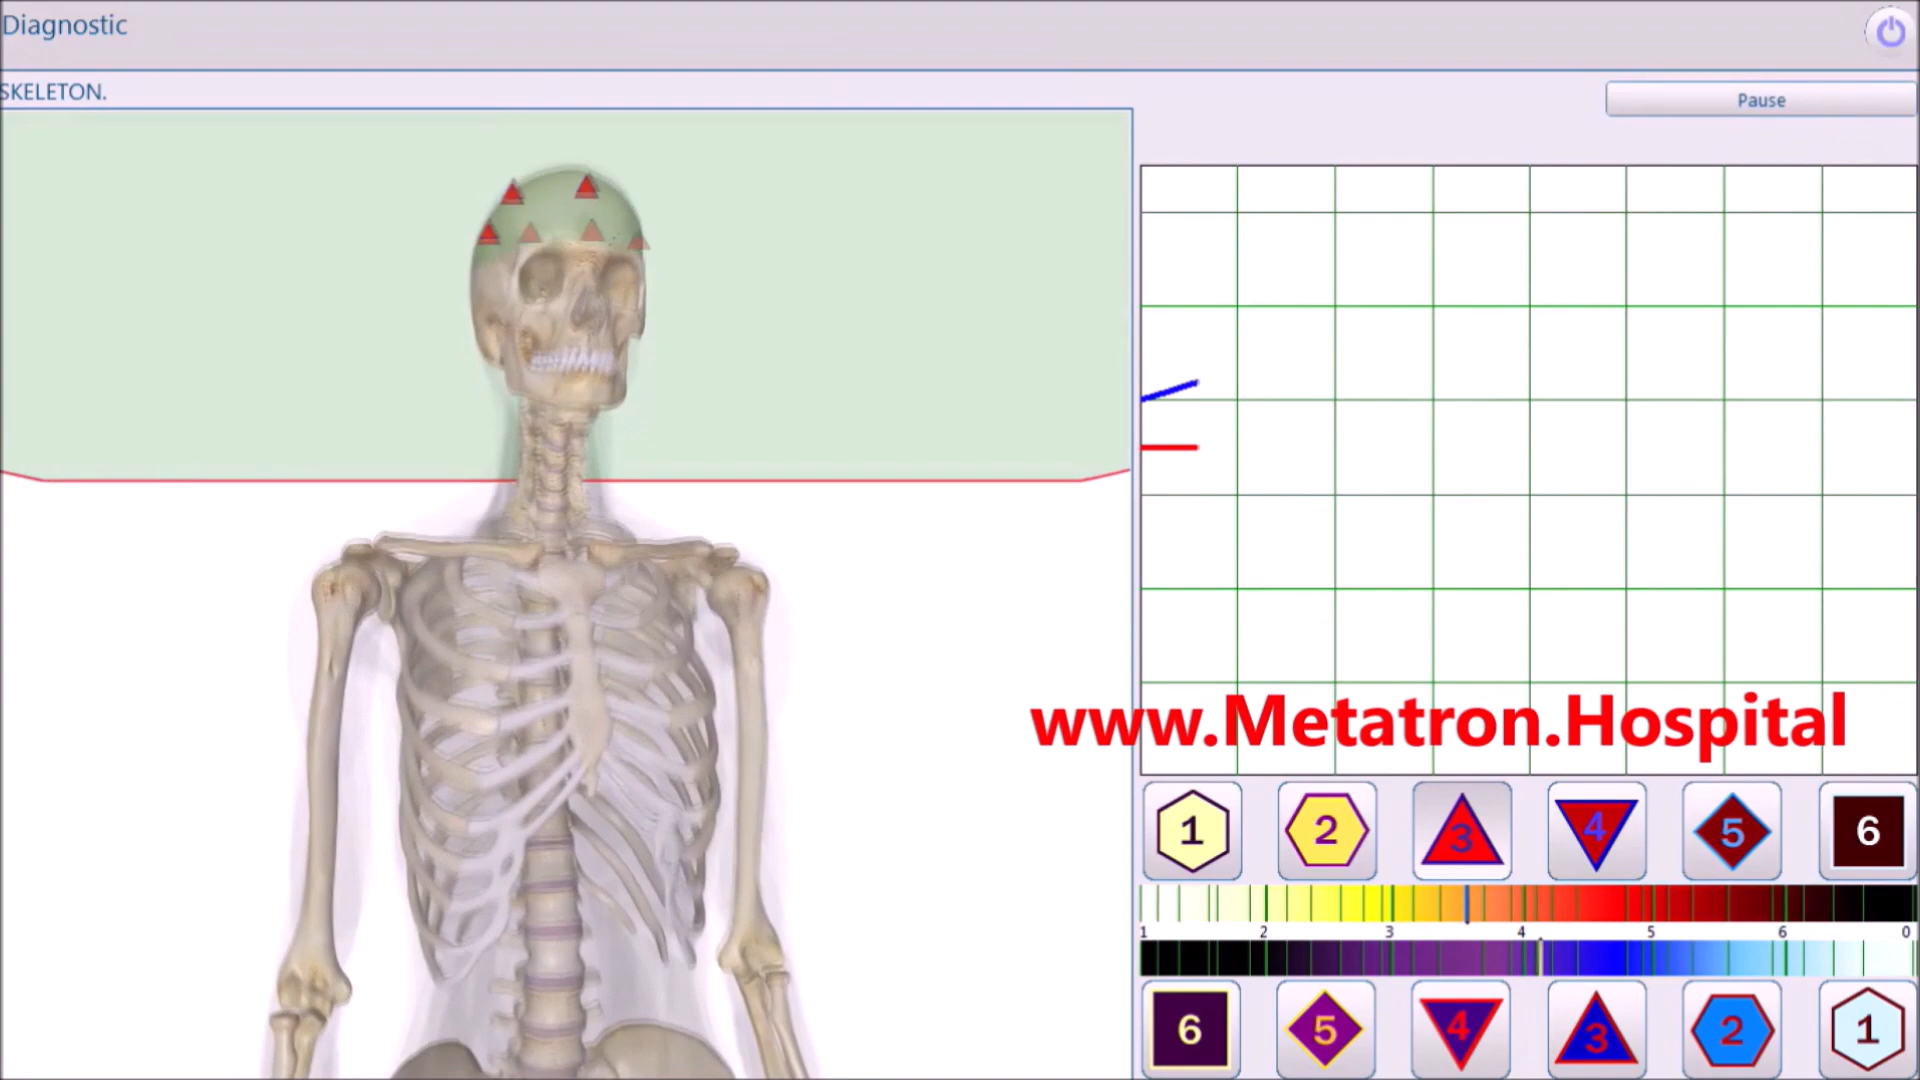 Diagnostic
SKELETON.
Pause
www.Metatron.Hospital
1 2 3 4 5 6
1 2 3 4 5 6 0
6 5 4 3 2 1